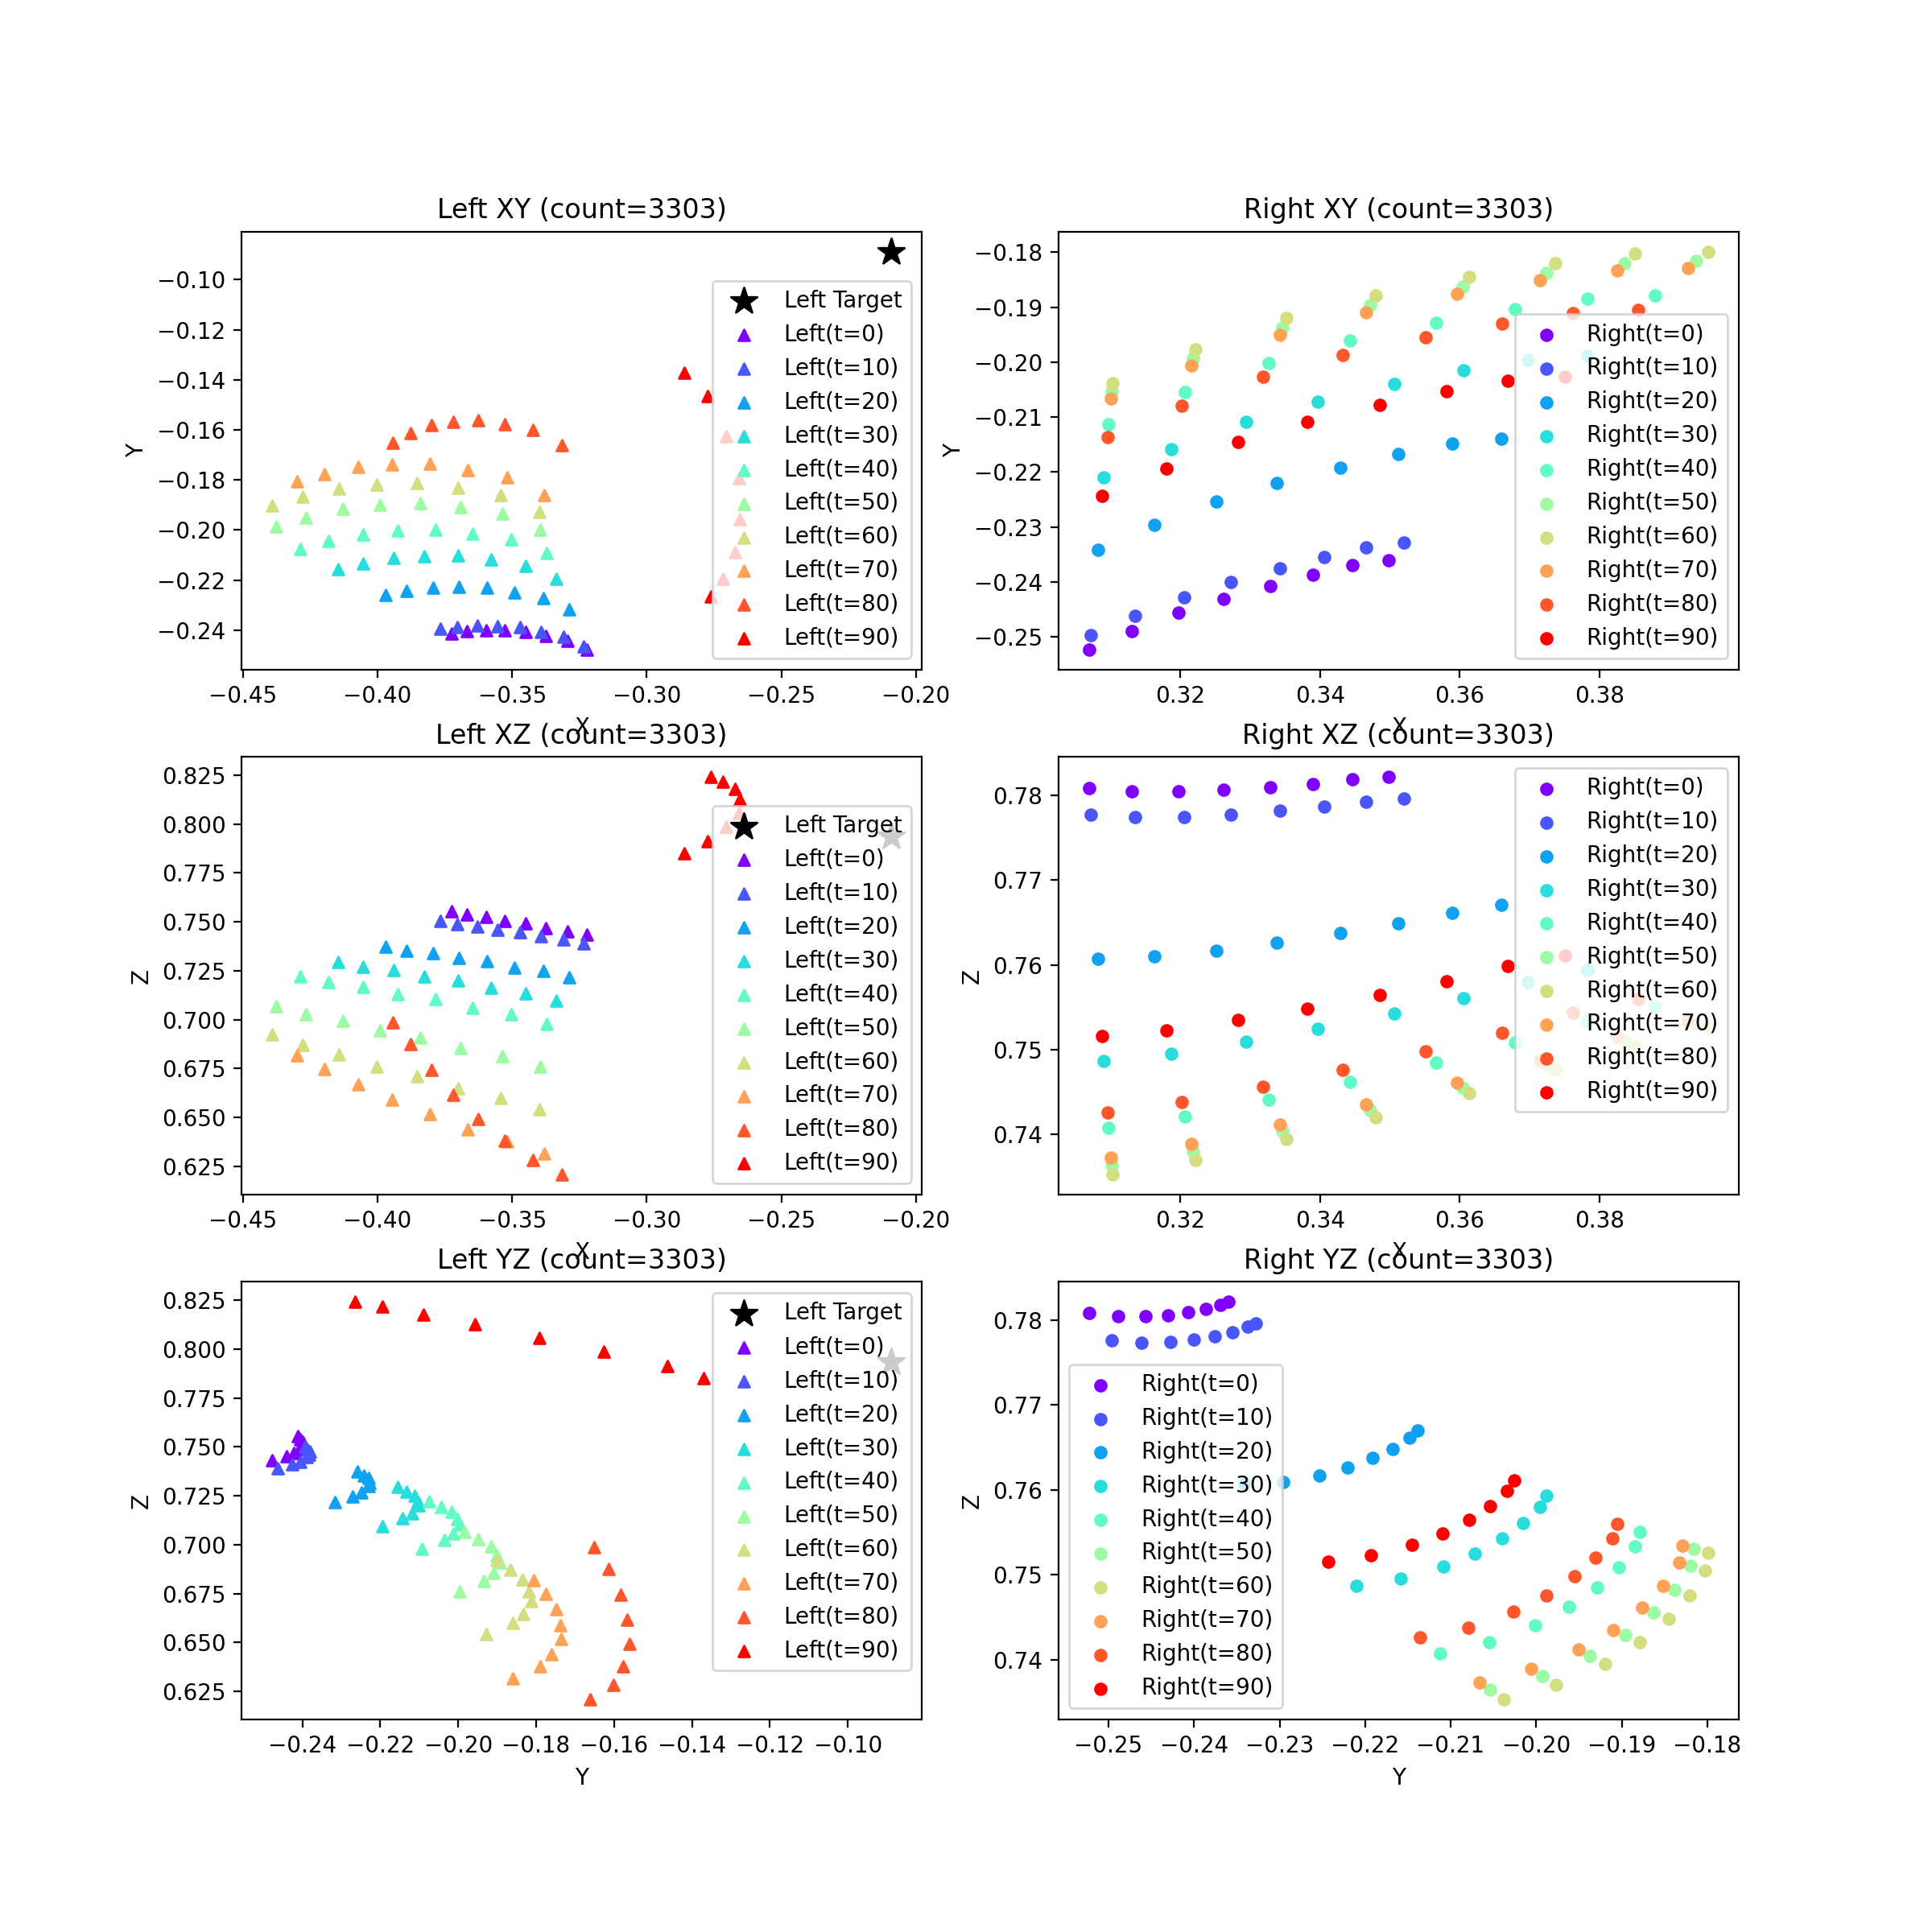 Left XY (count=3303)
Y
−0.10
−0.12
−0.14
−0.16
−0.18
−0.20
−0.22
−0.24
Left Target
Left(t=0)
Left(t=10)
Left(t=20)
Left(t=30)
Left(t=40)
Left(t=50)
Left(t=60)
Left(t=70)
Left(t=80)
Left(t=90)
−0.45 −0.40 −0.35 −0.30 −0.25 −0.20
X
Right XY (count=3303)
Y
−0.18
−0.19
−0.20
−0.21
−0.22
−0.23
−0.24
−0.25
Right(t=0)
Right(t=10)
Right(t=20)
Right(t=30)
Right(t=40)
Right(t=50)
Right(t=60)
Right(t=70)
Right(t=80)
Right(t=90)
0.32 0.34 0.36 0.38
X
Left XZ (count=3303)
Z
0.825
0.800
0.775
0.750
0.725
0.700
0.675
0.650
0.625
Left Target
Left(t=0)
Left(t=10)
Left(t=20)
Left(t=30)
Left(t=40)
Left(t=50)
Left(t=60)
Left(t=70)
Left(t=80)
Left(t=90)
−0.45 −0.40 −0.35 −0.30 −0.25 −0.20
X
Right XZ (count=3303)
Z
0.78
0.77
0.76
0.75
0.74
Right(t=0)
Right(t=10)
Right(t=20)
Right(t=30)
Right(t=40)
Right(t=50)
Right(t=60)
Right(t=70)
Right(t=80)
Right(t=90)
0.32 0.34 0.36 0.38
X
Left YZ (count=3303)
Z
0.825
0.800
0.775
0.750
0.725
0.700
0.675
0.650
0.625
Left Target
Left(t=0)
Left(t=10)
Left(t=20)
Left(t=30)
Left(t=40)
Left(t=50)
Left(t=60)
Left(t=70)
Left(t=80)
Left(t=90)
−0.24 −0.22 −0.20 −0.18 −0.16 −0.14 −0.12 −0.10
Y
Right YZ (count=3303)
Z
0.78
0.77
0.76
0.75
0.74
Right(t=0)
Right(t=10)
Right(t=20)
Right(t=30)
Right(t=40)
Right(t=50)
Right(t=60)
Right(t=70)
Right(t=80)
Right(t=90)
−0.25 −0.24 −0.23 −0.22 −0.21 −0.20 −0.19 −0.18
Y